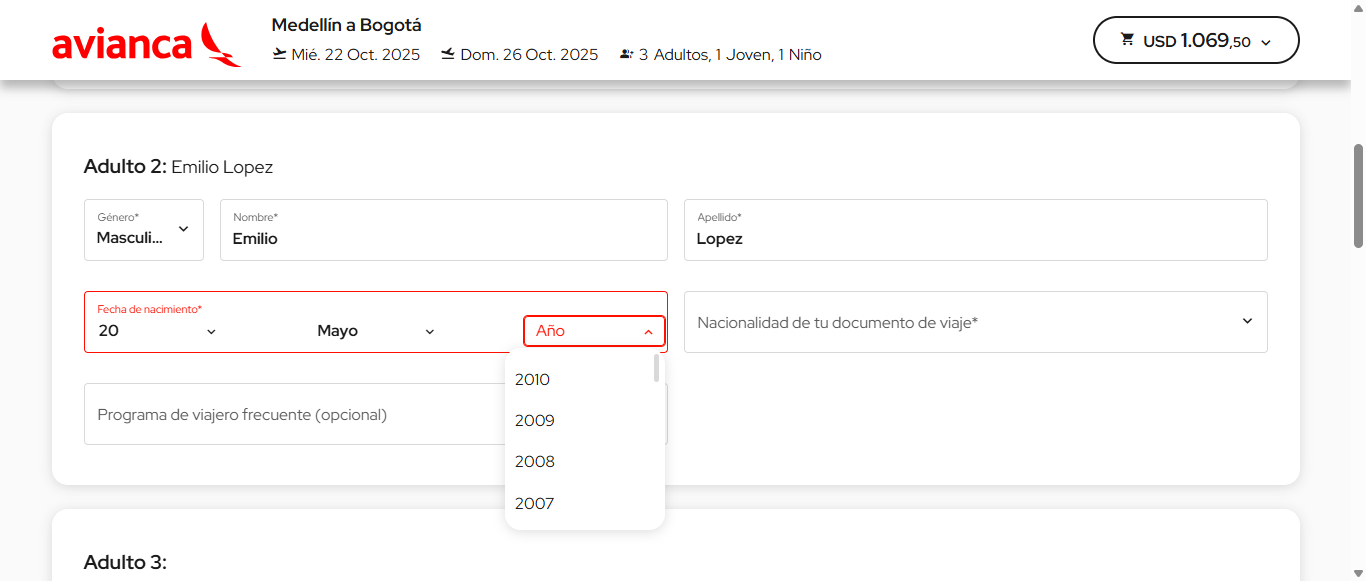 avianca
Medellín a Bogotá
Mié. 22 Oct. 2025 Dom. 26 Oct. 2025 3 Adultos, 1 Joven, 1 Niño
USD 1.069,50
Adulto 2: Emilio Lopez
Género*
Masculi...
Nombre*
Emilio
Apellido*
Lopez
Fecha de nacimiento*
20 Mayo Año
Nacionalidad de tu documento de viaje*
2010
2009
2008
2007
Programa de viajero frecuente (opcional)
Adulto 3: